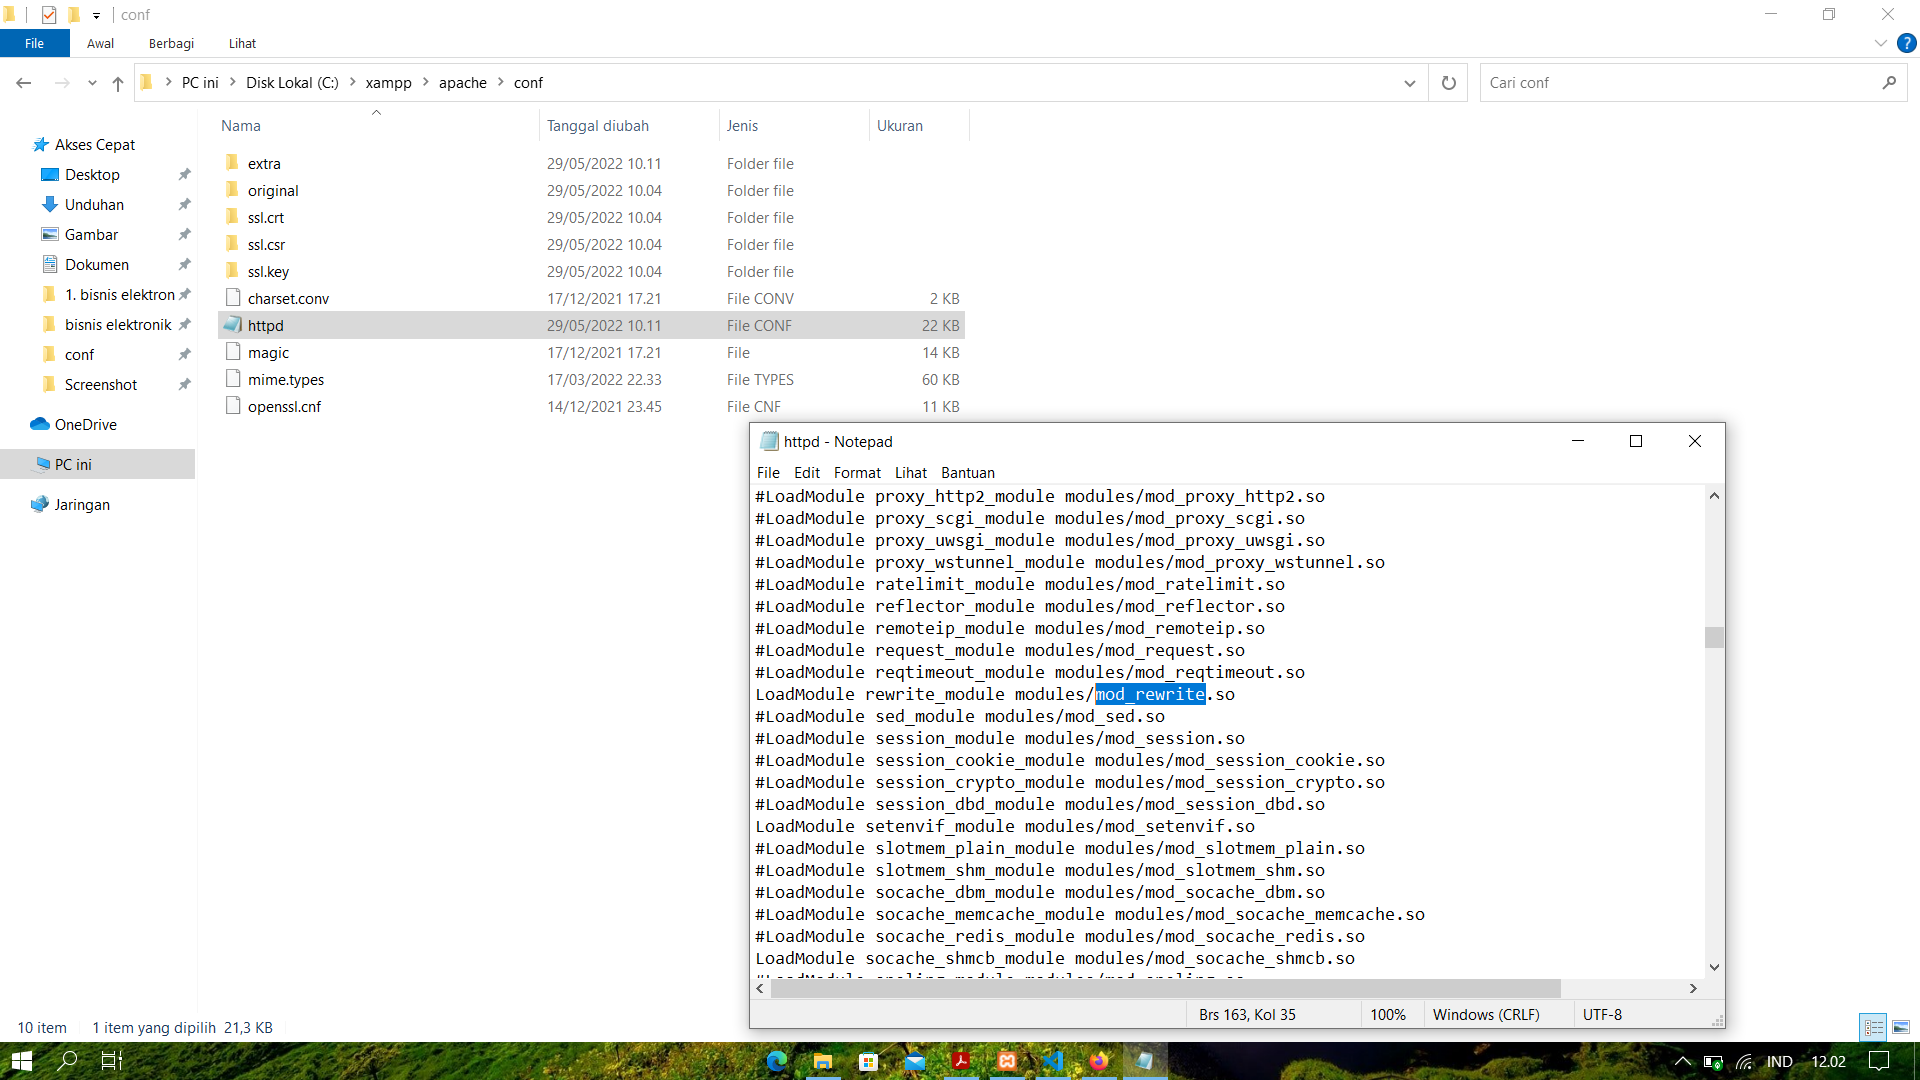 conf
File Awal Berbagi Lihat
PC ini Disk Lokal (C:) xampp apache conf
Cari conf
Nama Tanggal diubah Jenis Ukuran
Akses Cepat
Desktop
Unduhan
Gambar
Dokumen
1. bisnis elektron
bisnis elektronik
conf
Screenshot
OneDrive
PC ini
Jaringan
extra 29/05/2022 10.11 Folder file
original 29/05/2022 10.04 Folder file
ssl.crt 29/05/2022 10.04 Folder file
ssl.csr 29/05/2022 10.04 Folder file
ssl.key 29/05/2022 10.04 Folder file
charset.conv 17/12/2021 17.21 File CONV 2 KB
httpd 29/05/2022 10.11 File CONF 22 KB
magic 17/12/2021 17.21 File 14 KB
mime.types 17/03/2022 22.33 File TYPES 60 KB
openssl.cnf 14/12/2021 23.45 File CNF 11 KB
httpd - Notepad
File Edit Format Lihat Bantuan
#LoadModule proxy_http2_module modules/mod_proxy_http2.so
#LoadModule proxy_scgi_module modules/mod_proxy_scgi.so
#LoadModule proxy_uwsgi_module modules/mod_proxy_uwsgi.so
#LoadModule proxy_wstunnel_module modules/mod_proxy_wstunnel.so
#LoadModule ratelimit_module modules/mod_ratelimit.so
#LoadModule reflector_module modules/mod_reflector.so
#LoadModule remoteip_module modules/mod_remoteip.so
#LoadModule request_module modules/mod_request.so
#LoadModule reqtimeout_module modules/mod_reqtimeout.so
LoadModule rewrite_module modules/mod_rewrite.so
#LoadModule sed_module modules/mod_sed.so
#LoadModule session_module modules/mod_session.so
#LoadModule session_cookie_module modules/mod_session_cookie.so
#LoadModule session_crypto_module modules/mod_session_crypto.so
#LoadModule session_dbd_module modules/mod_session_dbd.so
LoadModule setenvif_module modules/mod_setenvif.so
#LoadModule slotmem_plain_module modules/mod_slotmem_plain.so
#LoadModule slotmem_shm_module modules/mod_slotmem_shm.so
#LoadModule socache_dbm_module modules/mod_socache_dbm.so
#LoadModule socache_memcache_module modules/mod_socache_memcache.so
#LoadModule socache_redis_module modules/mod_socache_redis.so
LoadModule socache_shmcb_module modules/mod_socache_shmcb.so
Brs 163, Kol 35 100% Windows (CRLF) UTF-8
10 item 1 item yang dipilih 21,3 KB
IND 12.02